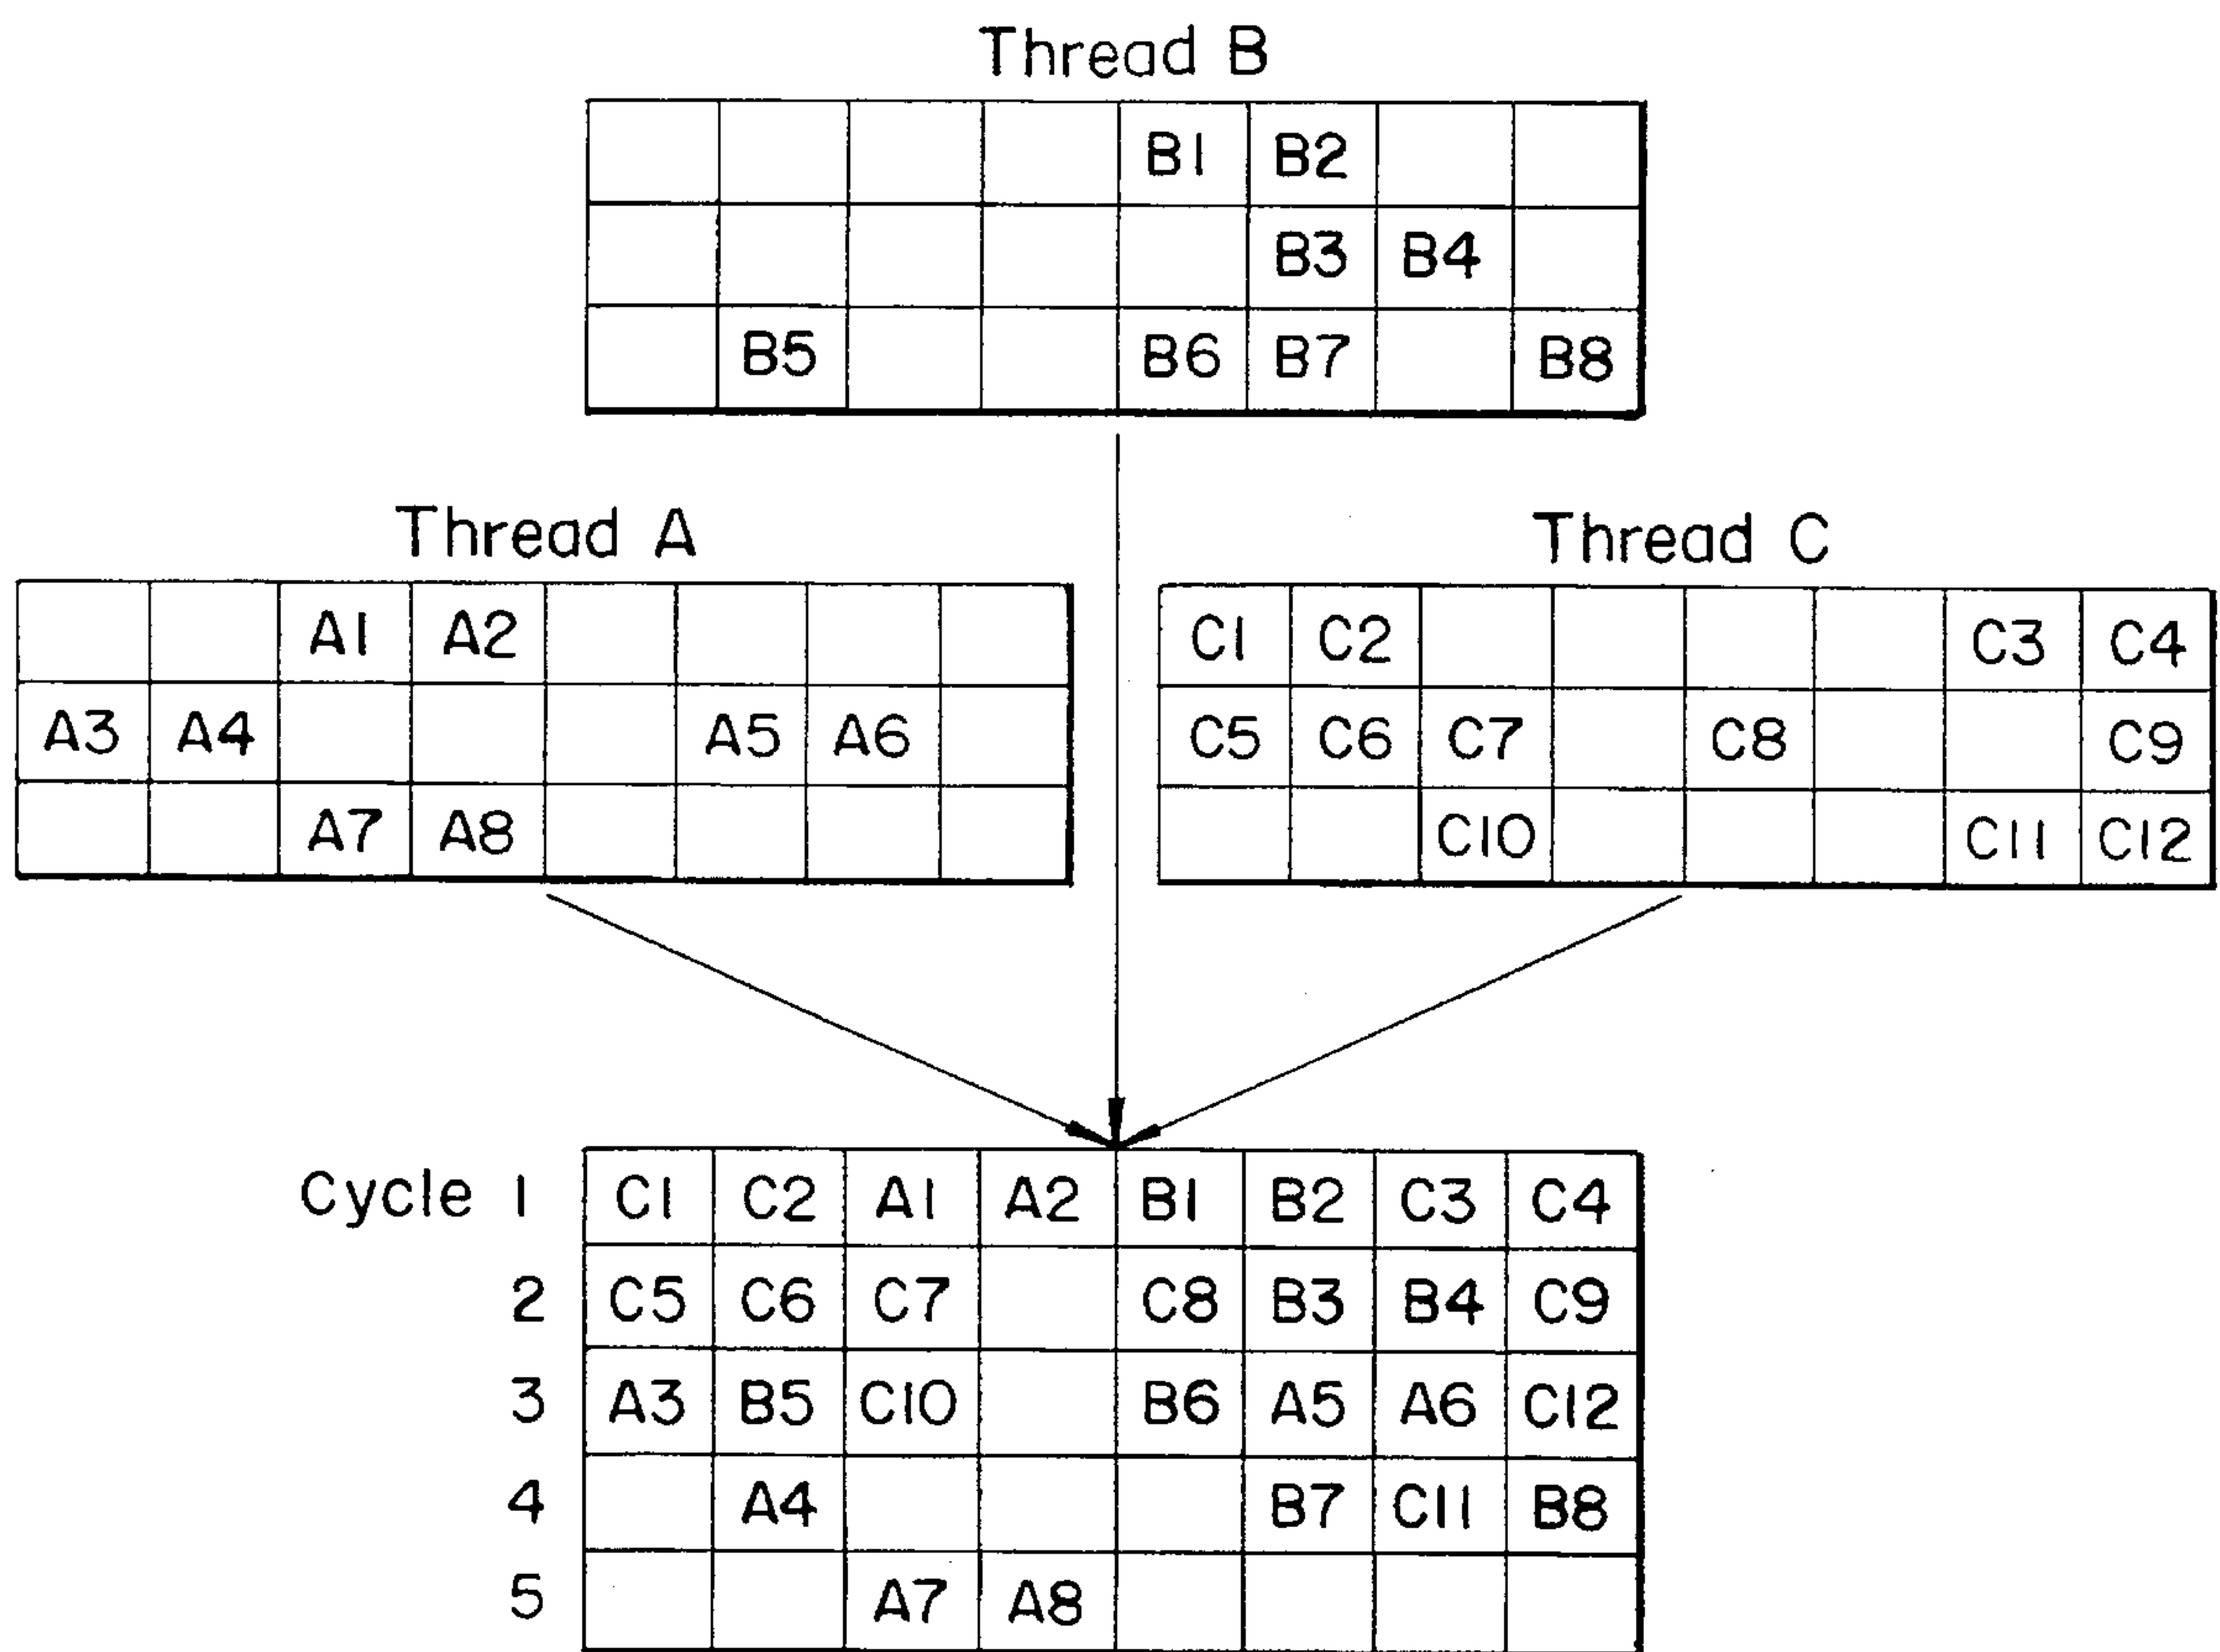 Thread B
B1 B2
B3 B4
B5 B6 B7 B8
Thread A
A1 A2
A3 A4 A5 A6
A7 A8
Thread C
C1 C2 C3 C4
C5 C6 C7 C8 C9
C10 C11 C12
Cycle 1 C1 C2 A1 A2 B1 B2 C3 C4
2 C5 C6 C7 C8 B3 B4 C9
3 A3 B5 C10 B6 A5 A6 C12
4 A4 B7 C11 B8
5 A7 A8